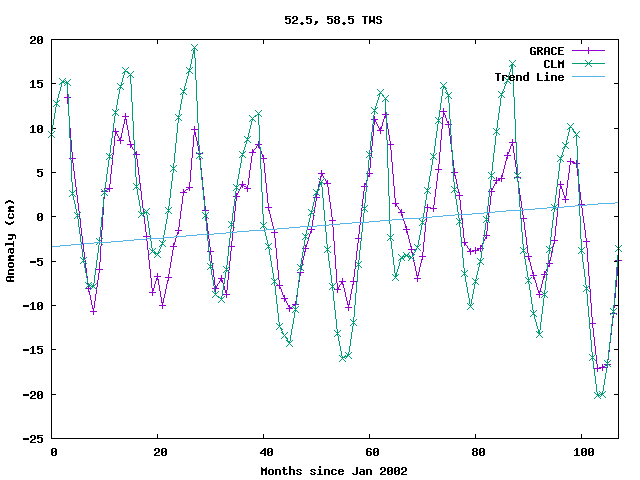 52.5, 58.5 TWS
GRACE
CLM
Trend Line
20
15
10
5
0
-5
-10
-15
-20
-25
Anomaly (cm)
0 20 40 60 80 100
Months since Jan 2002